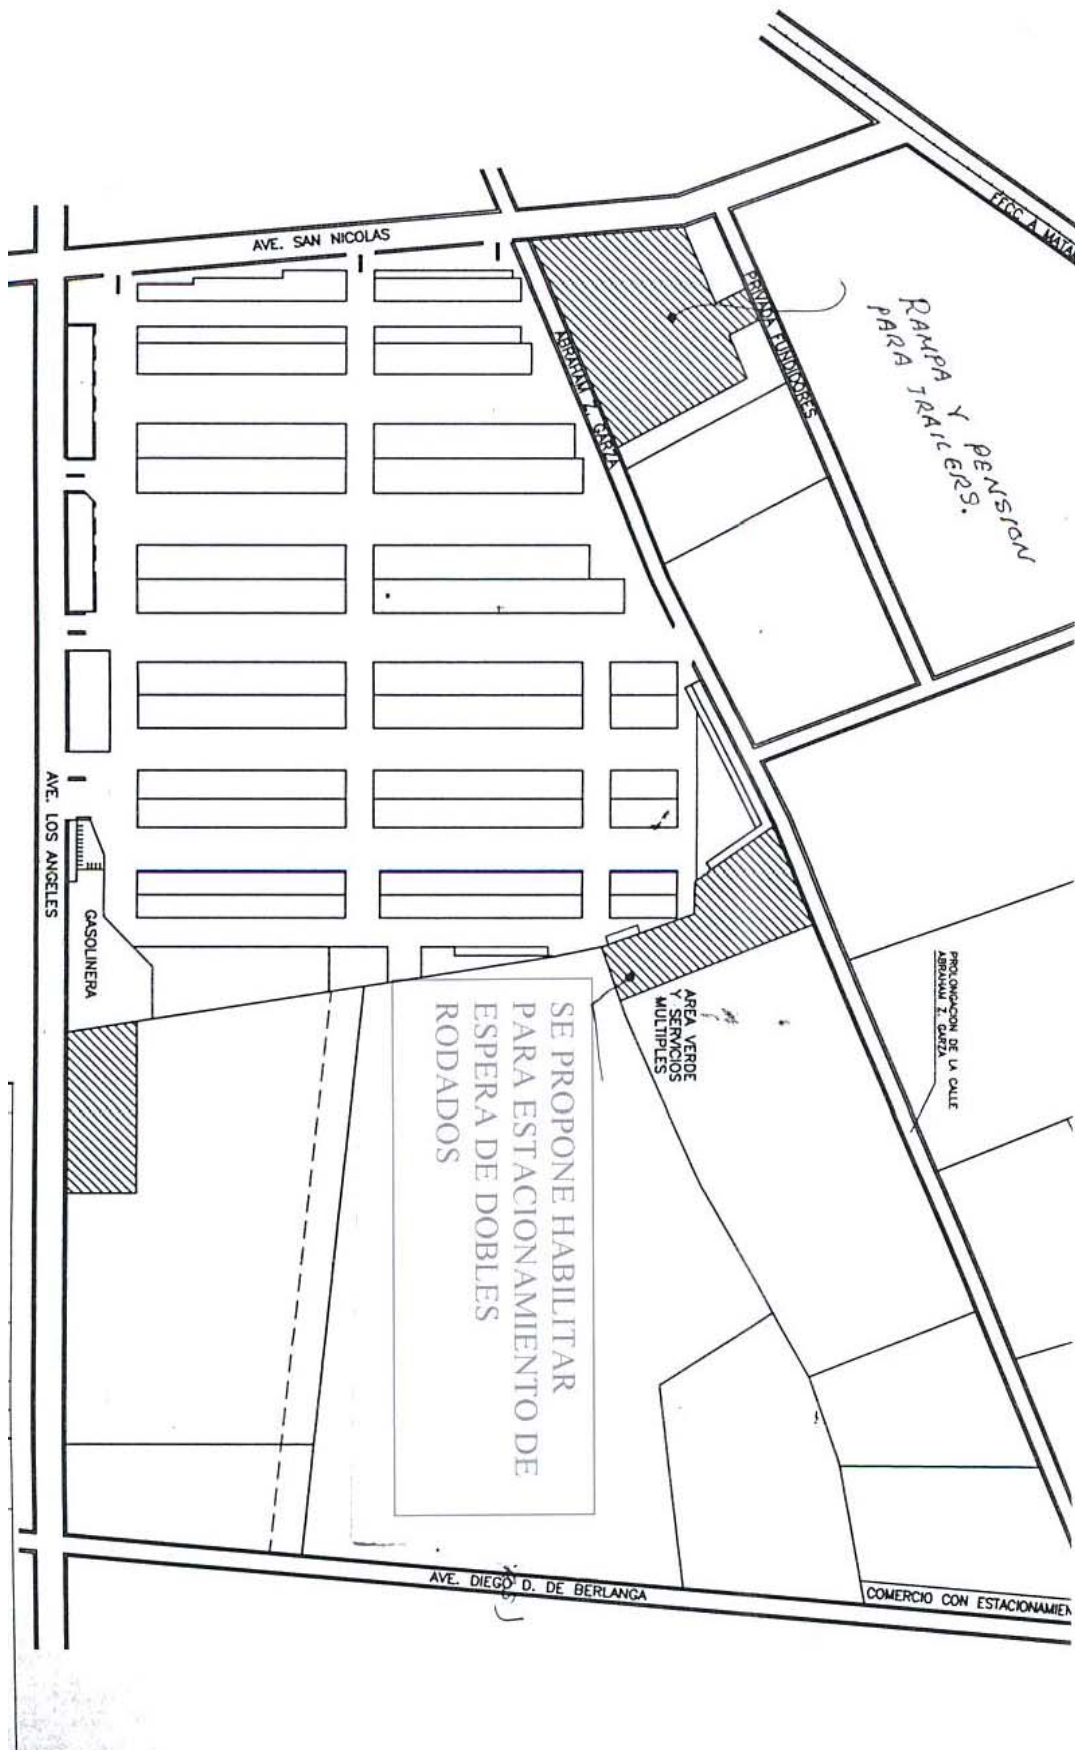 FFCC A MATA
AVE. SAN NICOLAS
PRIVADA FUNDIDORES
ABRAHAM Z. GARZA
RAMPA Y PENSION
PARA TRAILERS.
AVE. LOS ANGELES
GASOLINERA
AREA VERDE
Y SERVICIOS
MULTIPLES
PROLONGACION DE LA CALLE
ABRAHAM Z. GARZA
SE PROPONE HABILITAR
PARA ESTACIONAMIENTO DE
ESPERA DE DOBLES
RODADOS
AVE. DIEGO D. DE BERLANGA
COMERCIO CON ESTACIONAMIEN